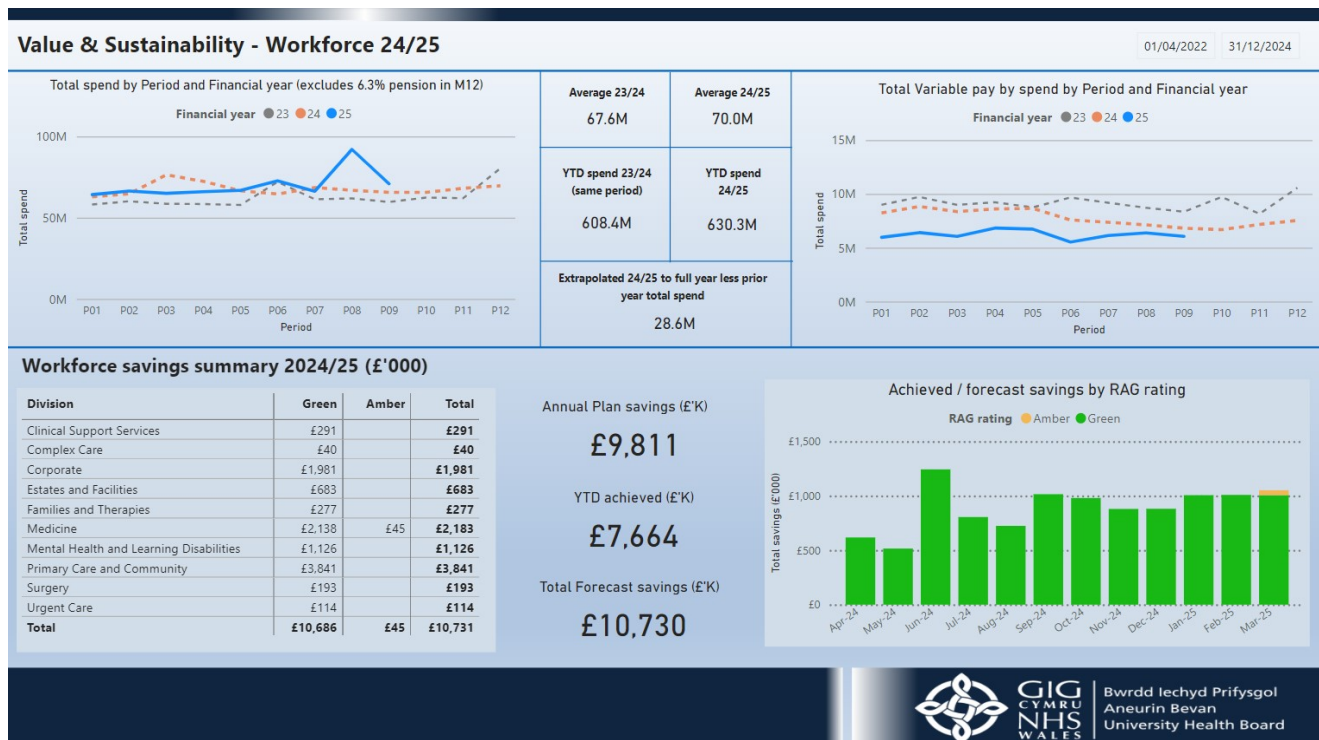 Value & Sustainability - Workforce 24/25
01/04/2022 31/12/2024
Total spend by Period and Financial year (excludes 6.3% pension in M12)
Financial year 23 24 25
100M
50M
0M
Total spend
P01 P02 P03 P04 P05 P06 P07 P08 P09 P10 P11 P12
Period
Average 23/24
67.6M
Average 24/25
70.0M
YTD spend 23/24
(same period)
608.4M
YTD spend
24/25
630.3M
Extrapolated 24/25 to full year less prior
year total spend
28.6M
Total Variable pay by spend by Period and Financial year
Financial year 23 24 25
15M
10M
5M
0M
Total spend
P01 P02 P03 P04 P05 P06 P07 P08 P09 P10 P11 P12
Period
Workforce savings summary 2024/25 (£'000)
Division Green Amber Total
Clinical Support Services £291 £291
Complex Care £40 £40
Corporate £1,981 £1,981
Estates and Facilities £683 £683
Families and Therapies £277 £277
Medicine £2,138 £45 £2,183
Mental Health and Learning Disabilities £1,126 £1,126
Primary Care and Community £3,841 £3,841
Surgery £193 £193
Urgent Care £114 £114
Total £10,686 £45 £10,731
Annual Plan savings (£'K)
£9,811
YTD achieved (£'K)
£7,664
Total Forecast savings (£'K)
£10,730
Achieved / forecast savings by RAG rating
RAG rating Amber Green
£1,500
£1,000
£500
£0
Total savings (£'000)
Apr-24 May-24 Jun-24 Jul-24 Aug-24 Sep-24 Oct-24 Nov-24 Dec-24 Jan-25 Feb-25 Mar-25
GIG
CYMRU
NHS
WALES
Bwrdd Iechyd Prifysgol
Aneurin Bevan
University Health Board